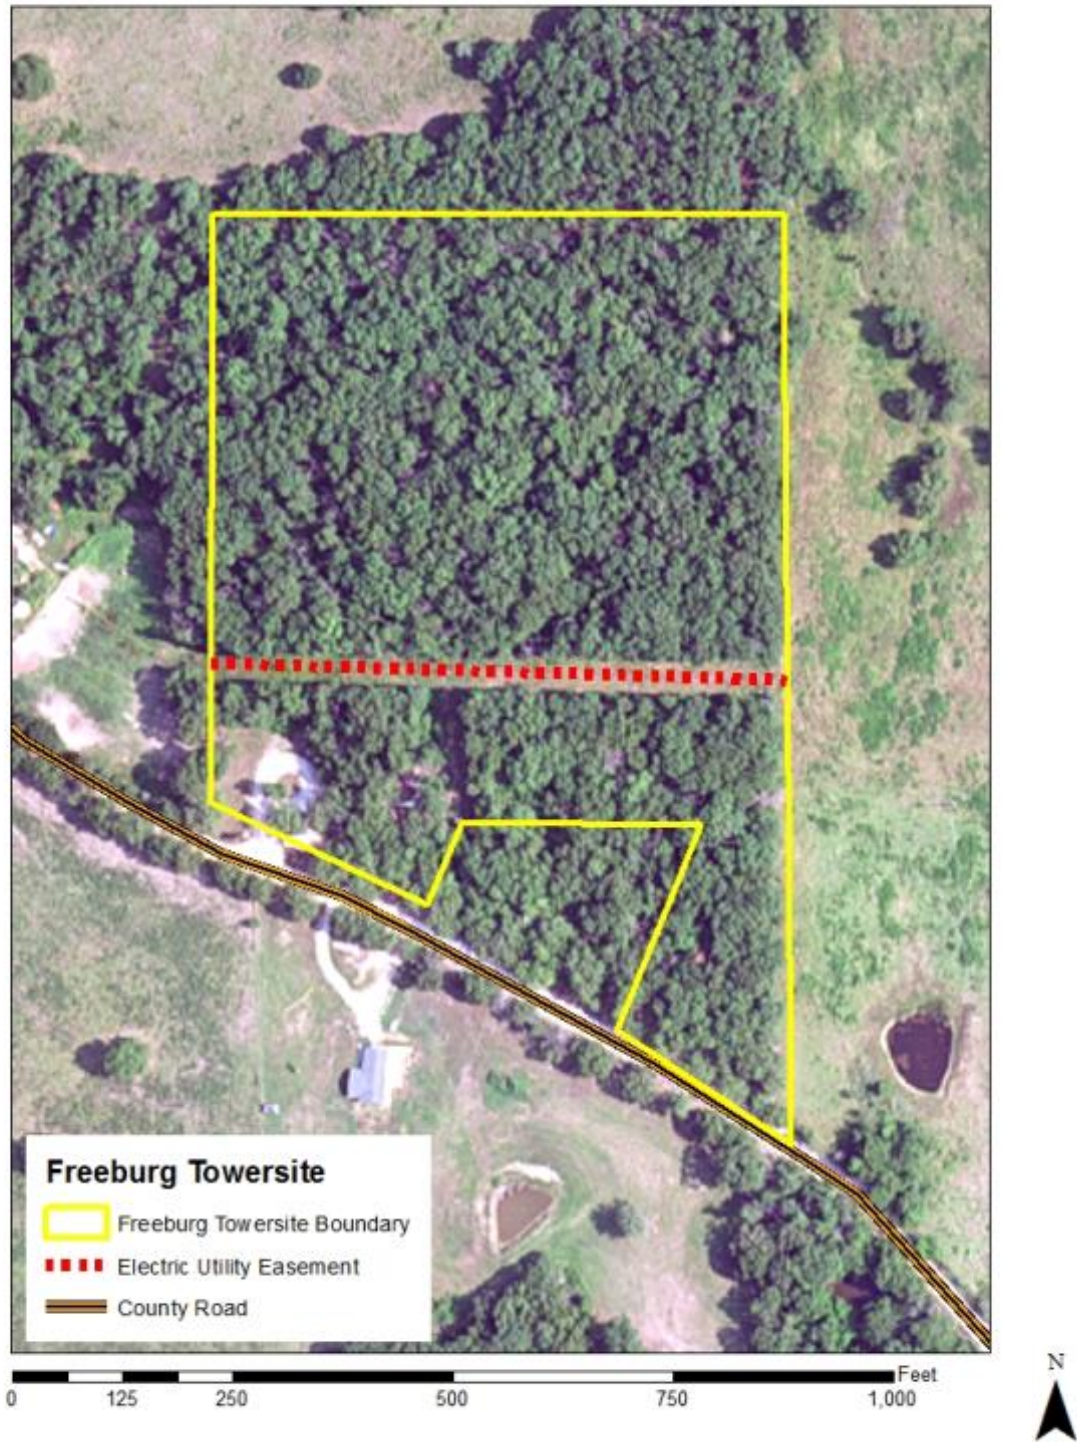 Freeburg Towersite
Freeburg Towersite Boundary
Electric Utility Easement
County Road
Feet
0 125 250 500 750 1,000
N